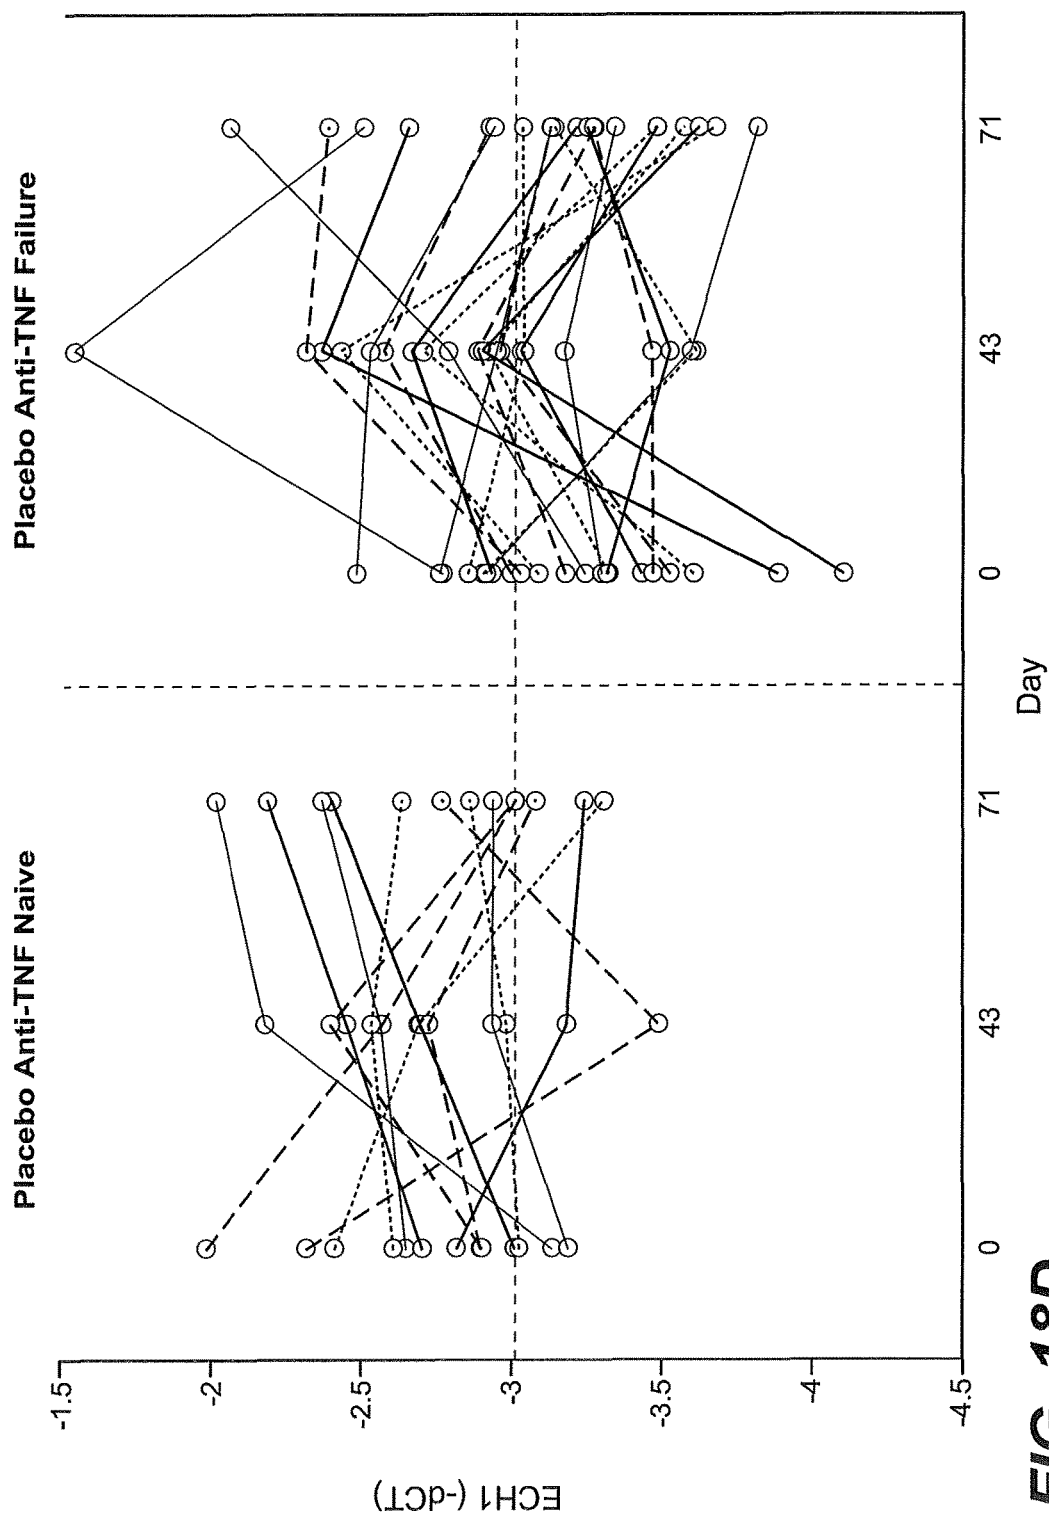 Placebo Anti-TNF Naive
Placebo Anti-TNF Failure
-1.5
-2
-2.5
-3
-3.5
-4
-4.5
ECH1 (-dCT)
0
43
71
0
43
71
Day
FIG. 18D